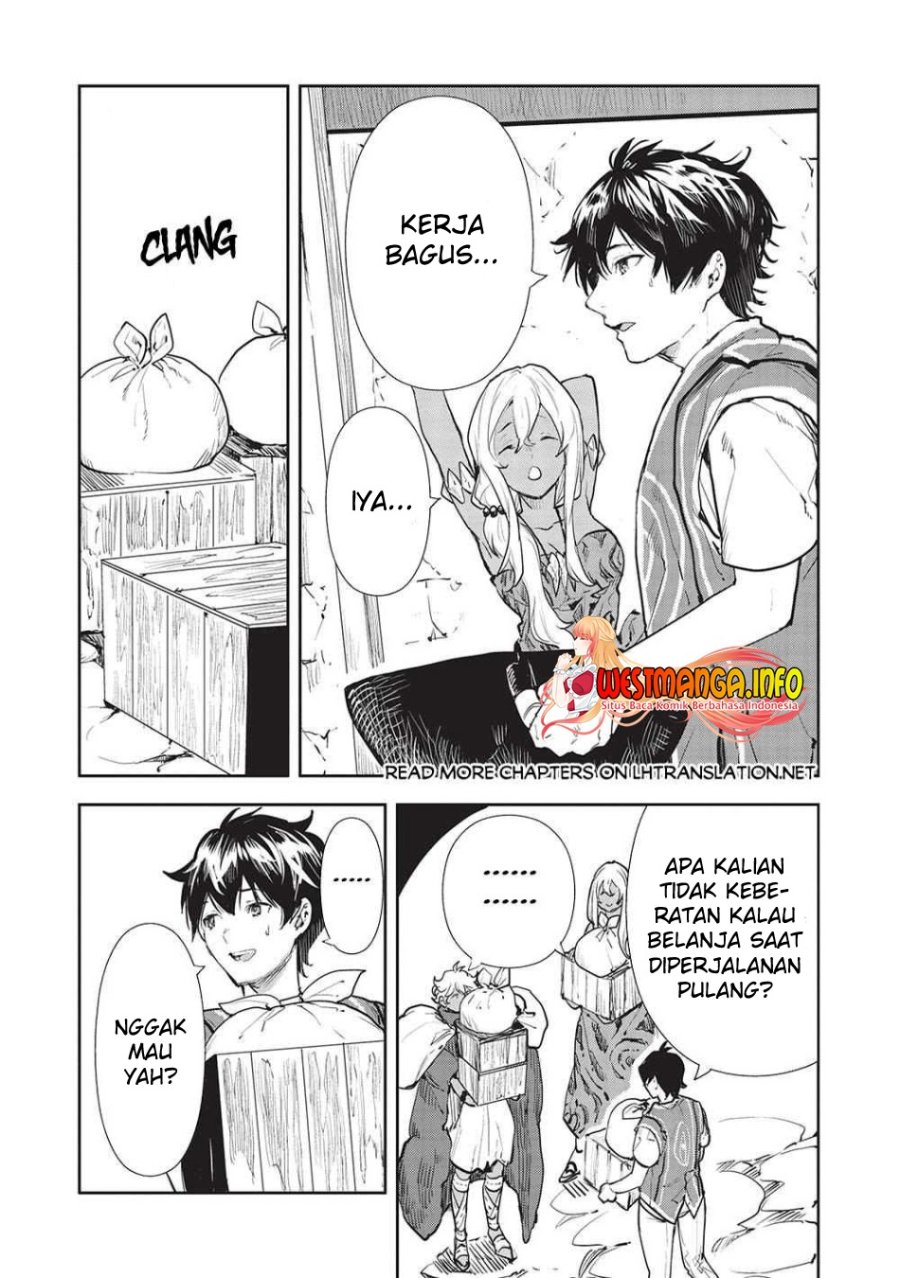 KERJA
BAGUS...
IYA...
CLANG
WESTMANGA.INFO
Situs Baca Komik Berbahasa Indonesia
READ MORE CHAPTERS ON LHTRANSLATION.NET
APA KALIAN
TIDAK KEBE-
RATAN KALAU
BELANJA SAAT
DIPERJALANAN
PULANG?
......
......
......
NGGAK
MAU
YAH?